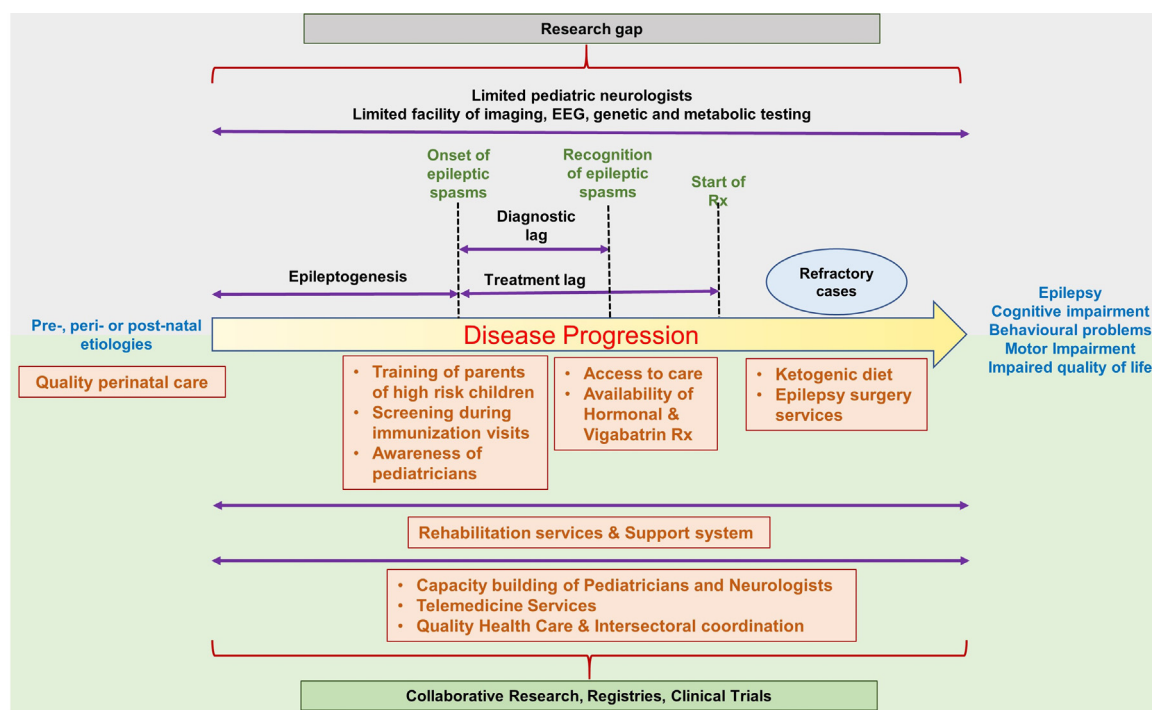 Research gap
Limited pediatric neurologists
Limited facility of imaging, EEG, genetic and metabolic testing
Onset of
epileptic
spasms
Recognition
of epileptic
spasms
Start of
Rx
Diagnostic
lag
Epileptogenesis
Treatment lag
Refractory
cases
Pre-, peri- or post-natal
etiologies
Disease Progression
Epilepsy
Cognitive impairment
Behavioural problems
Motor Impairment
Impaired quality of life
Quality perinatal care
• Training of parents
of high risk children
• Screening during
immunization visits
• Awareness of
pediatricians
• Access to care
• Availability of
Hormonal &
Vigabatrin Rx
• Ketogenic diet
• Epilepsy surgery
services
Rehabilitation services & Support system
• Capacity building of Pediatricians and Neurologists
• Telemedicine Services
• Quality Health Care & Intersectoral coordination
Collaborative Research, Registries, Clinical Trials